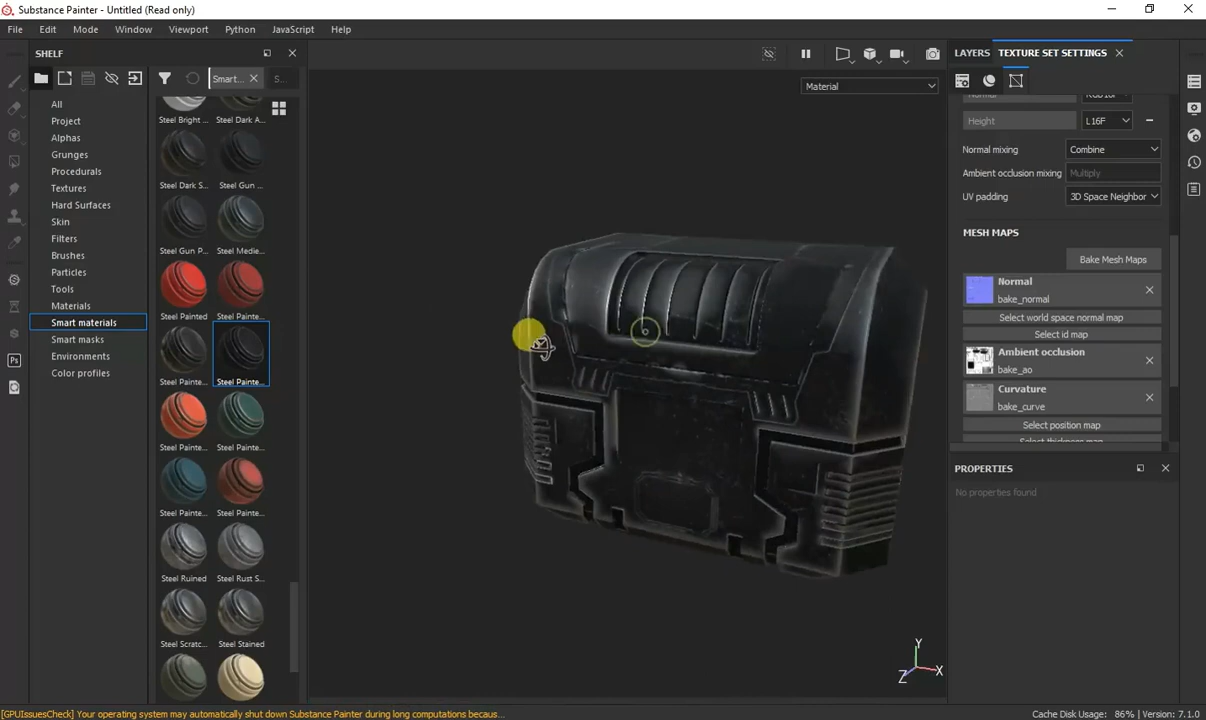 Substance Painter - Untitled (Read only)
File Edit Mode Window Viewport Python JavaScript Help
SHELF
LAYERS TEXTURE SET SETTINGS
Smart...
S...
Material
All
Project
Alphas
Grunges
Procedurals
Textures
Hard Surfaces
Skin
Filters
Brushes
Particles
Tools
Materials
Smart materials
Smart masks
Environments
Color profiles
Steel Bright ... Steel Dark A...
Steel Dark S... Steel Gun ...
Steel Gun P... Steel Medie...
Steel Painted Steel Painte...
Steel Painte... Steel Painte...
Steel Painte... Steel Painte...
Steel Painte... Steel Painte...
Steel Ruined Steel Rust S...
Steel Scratc... Steel Stained
Normal RGB16F
Height L16F
Normal mixing Combine
Ambient occlusion mixing Multiply
UV padding 3D Space Neighbor
MESH MAPS
Bake Mesh Maps
Normal
bake_normal
Select world space normal map
Select id map
Ambient occlusion
bake_ao
Curvature
bake_curve
Select position map
Select thickness map
PROPERTIES
No properties found
Ps
Y
X
Z
[GPUIssuesCheck] Your operating system may automatically shut down Substance Painter during long computations becaus...
Cache Disk Usage: 86% | Version: 7.1.0